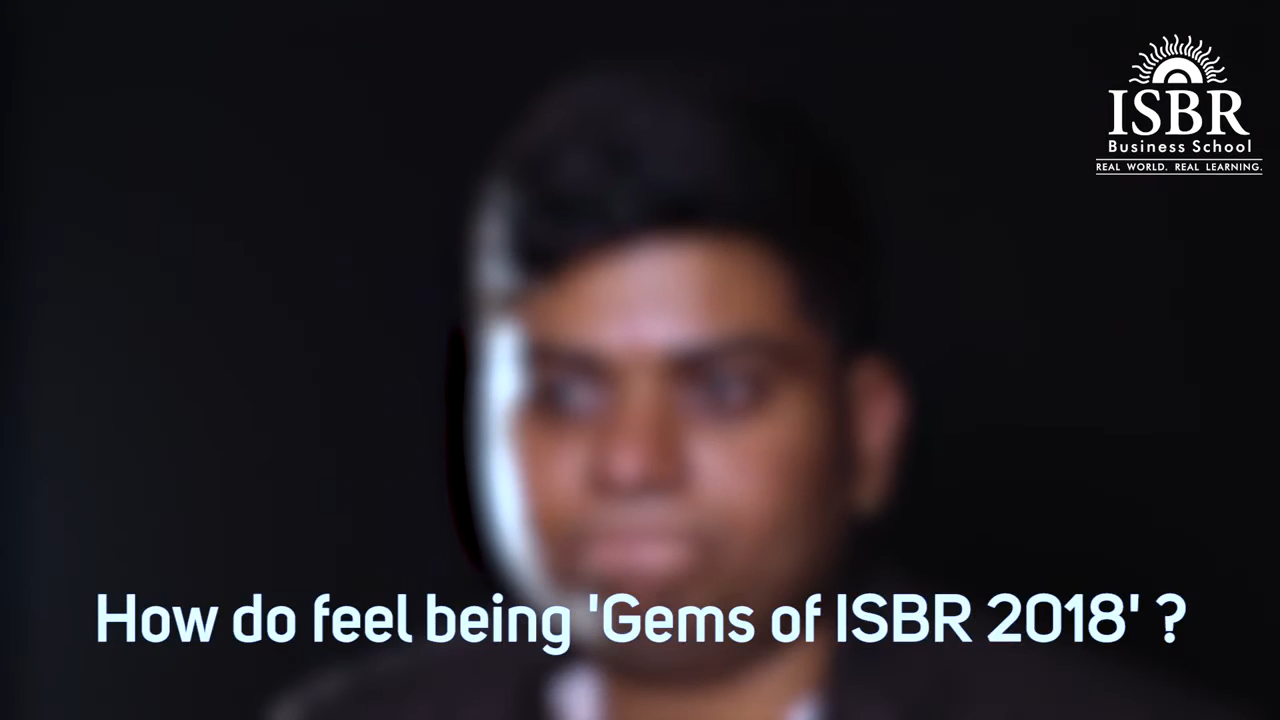 ISBR
Business School
REAL WORLD. REAL LEARNING.
How do feel being 'Gems of ISBR 2018' ?